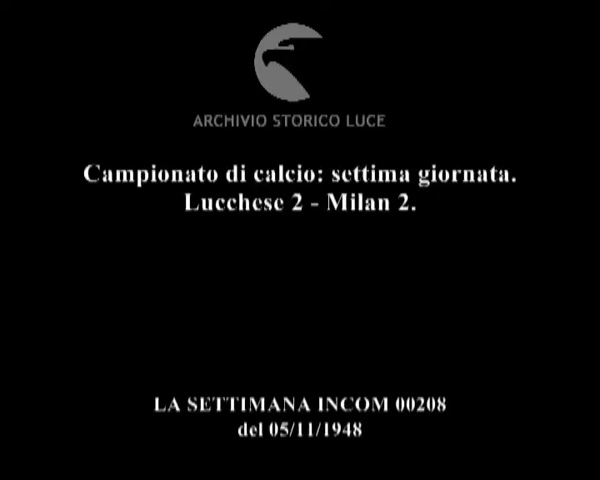 ARCHIVIO STORICO LUCE
Campionato di calcio: settima giornata.
Lucchese 2 - Milan 2.
LA SETTIMANA INCOM 00208
del 05/11/1948